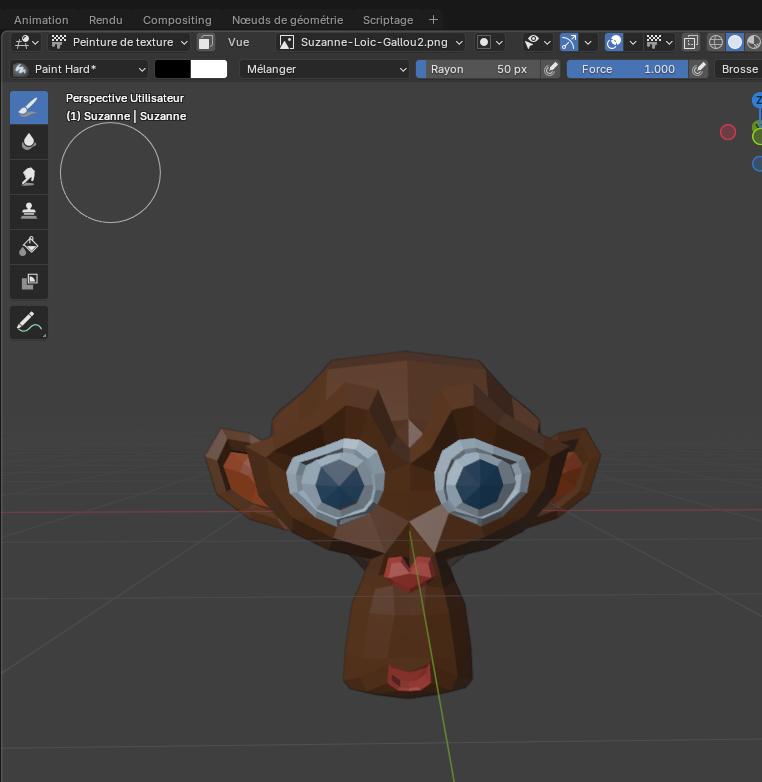 Animation Rendu Compositing Nœuds de géométrie Scriptage +
Peinture de texture Vue Suzanne-Loic-Gallou2.png
Paint Hard* Mélanger Rayon 50 px Force 1.000 Brosse
Perspective Utilisateur
(1) Suzanne | Suzanne
Z